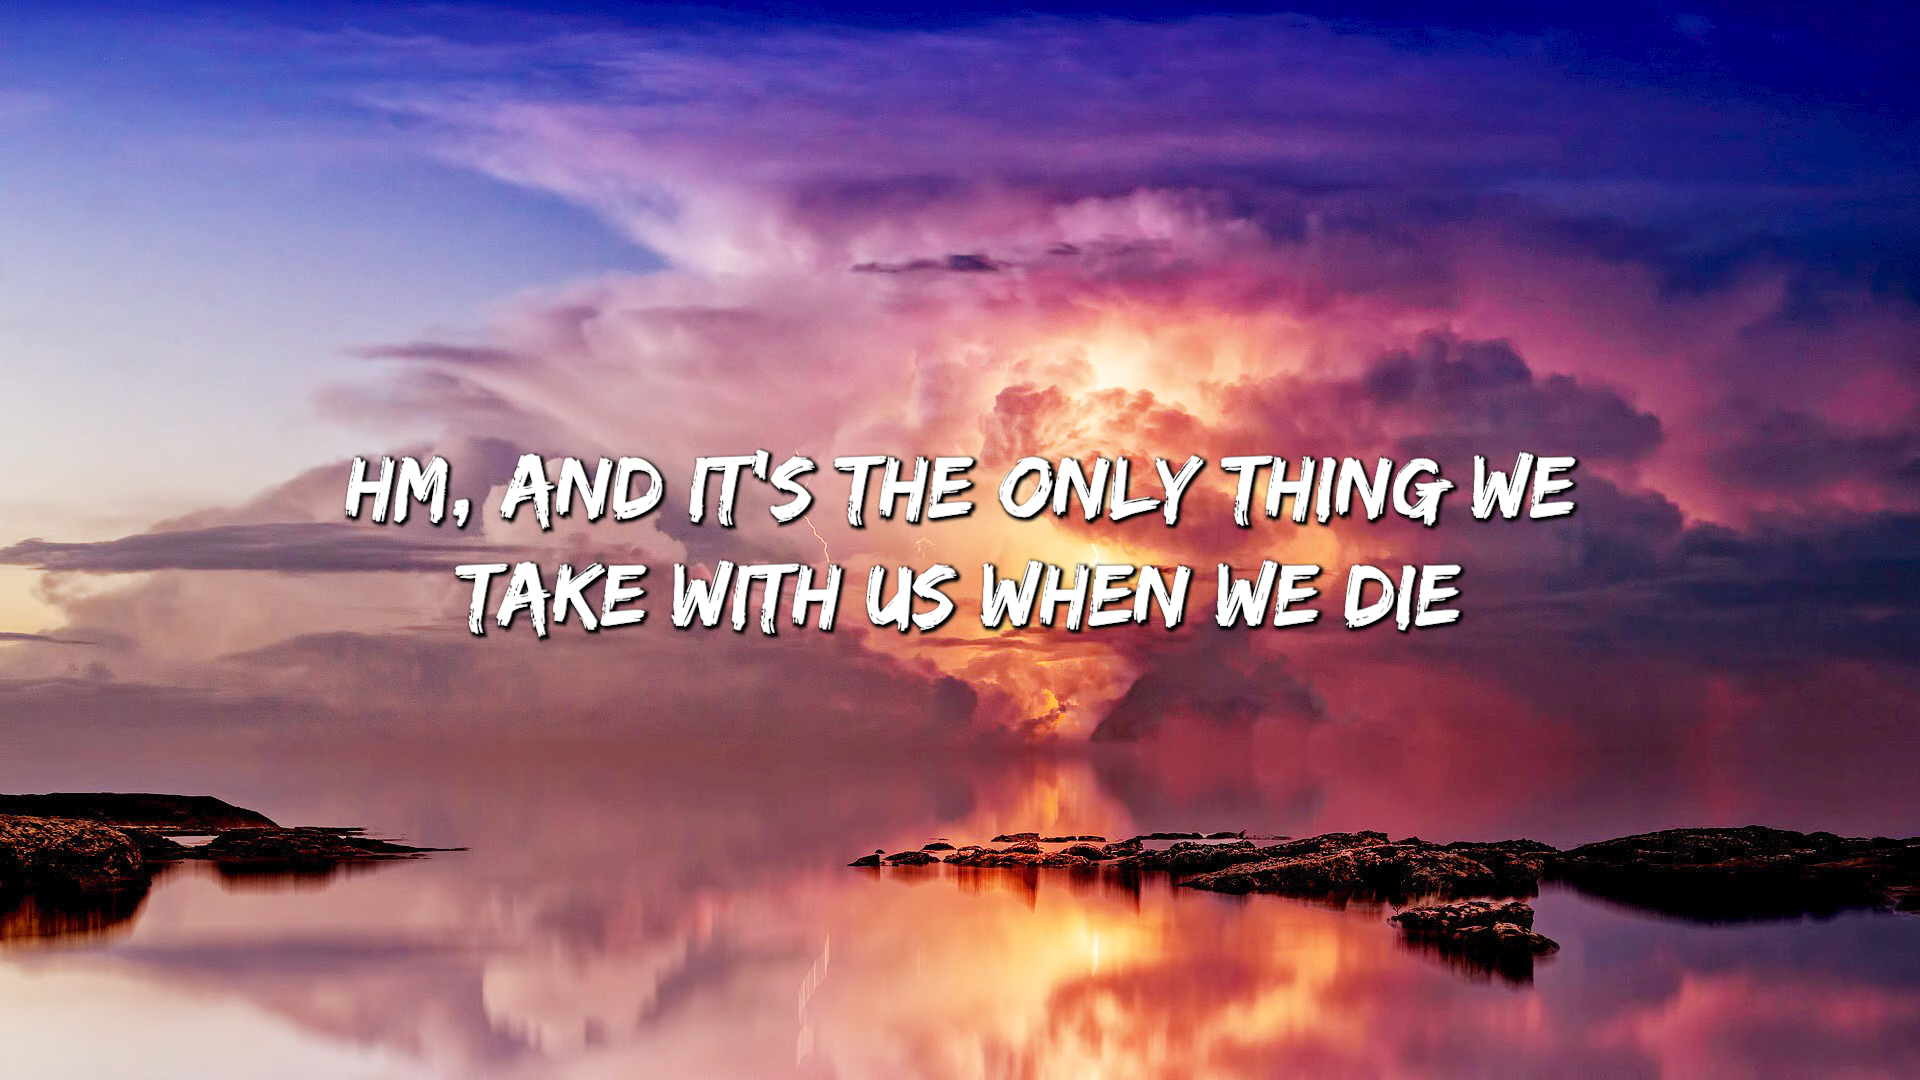 HM, AND IT'S THE ONLY THING WE
TAKE WITH US WHEN WE DIE